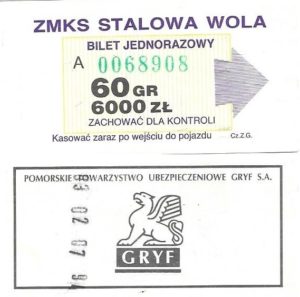 ZMKS STALOWA WOLA
BILET JEDNORAZOWY
A 0068908
60 GR
6000 ZŁ
ZACHOWAĆ DLA KONTROLI
Kasować zaraz po wejściu do pojazdu
Cz.Z.G.
POMORSKIE TOWARZYSTWO UBEZPIECZENIOWE GRYF S.A.
GRYF